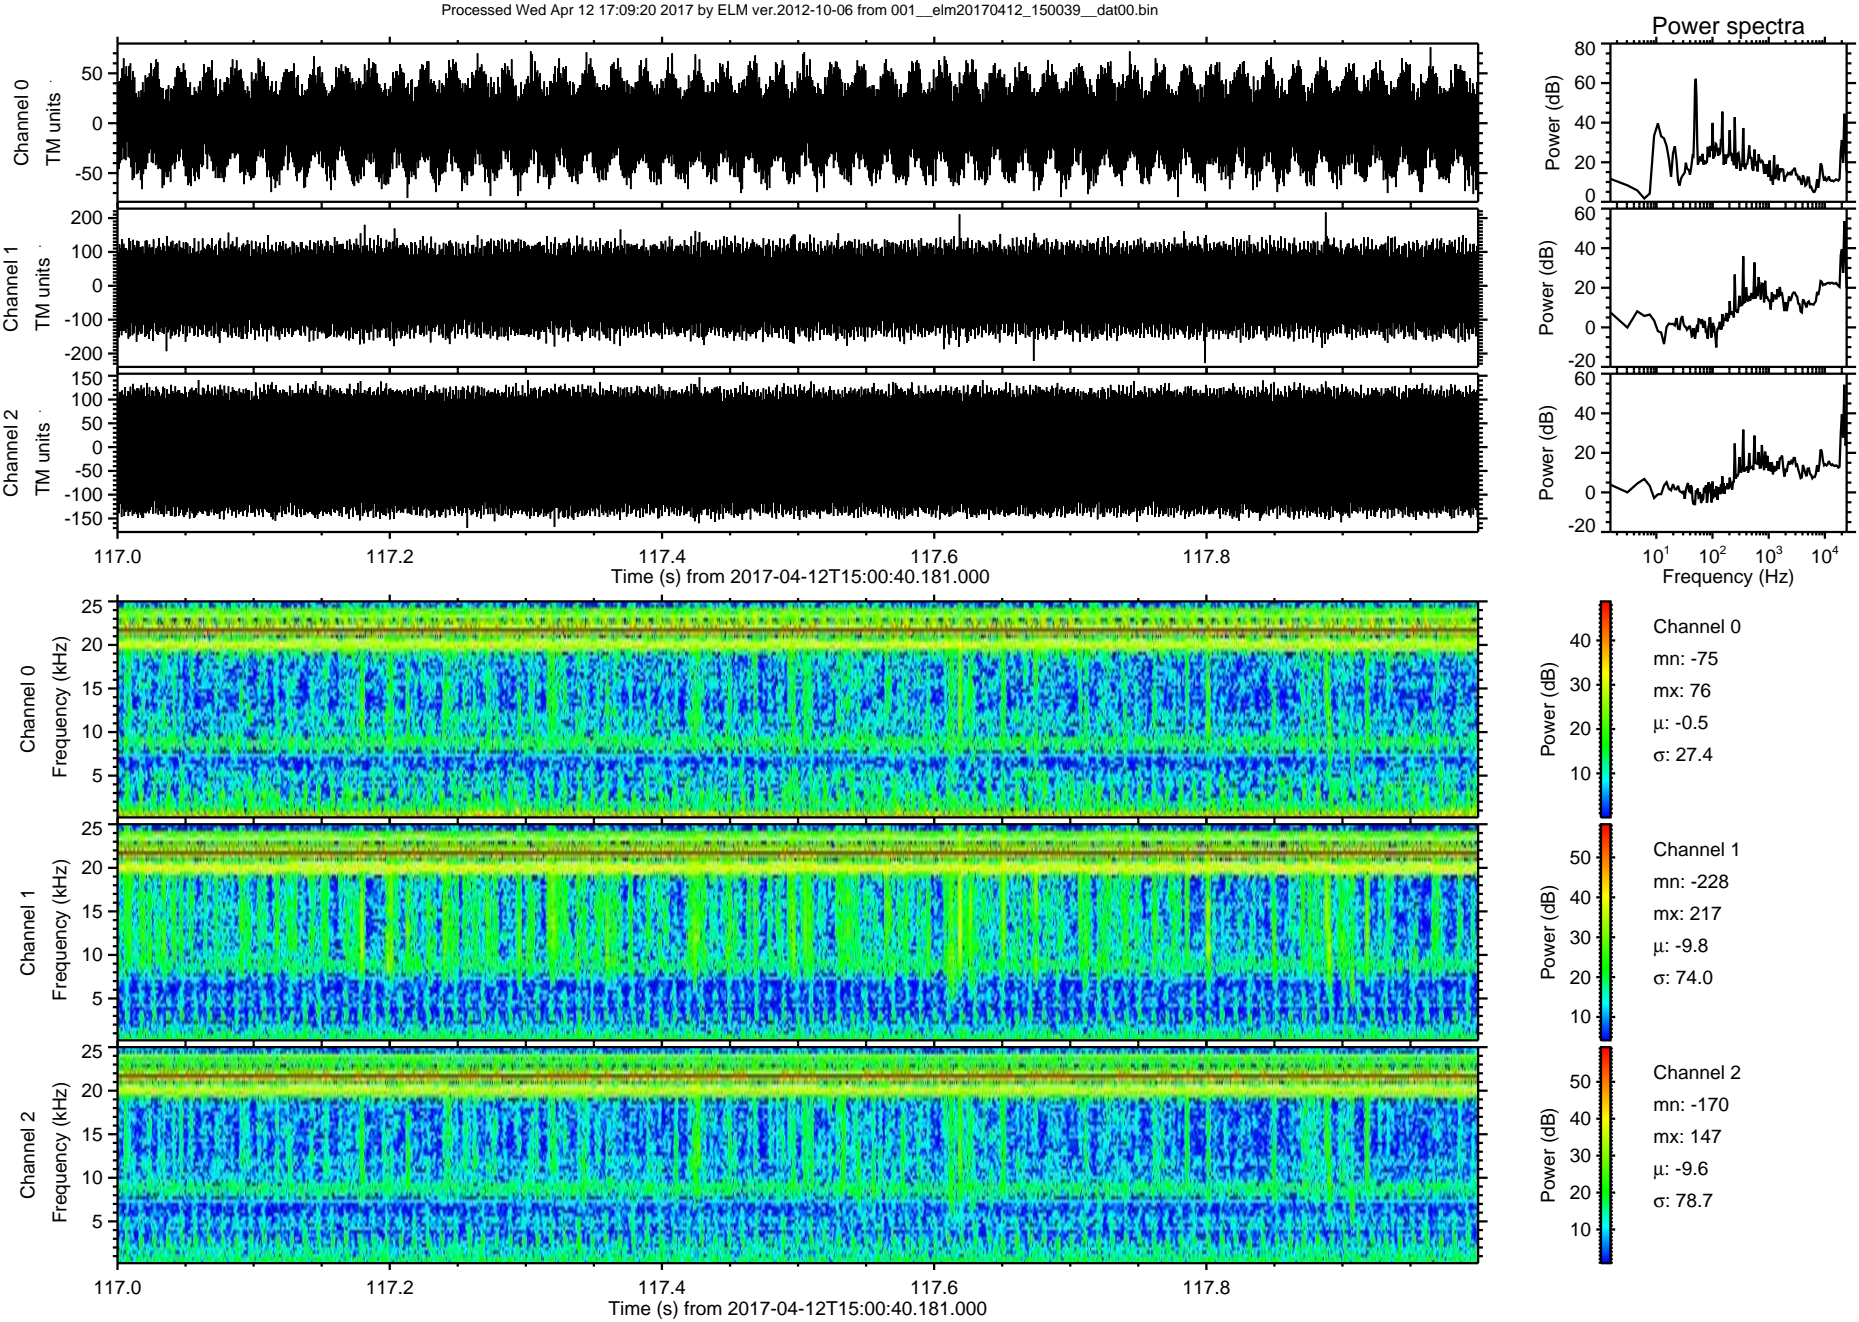 Processed Wed Apr 12 17:09:20 2017 by ELM ver.2012-10-06 from 001__elm20170412_150039__dat00.bin
Power spectra
Channel 0
TM units
50
0
-50
Power (dB)
80
60
40
20
0
Channel 1
TM units
200
100
0
-100
-200
Power (dB)
60
40
20
0
-20
Channel 2
TM units
150
100
50
0
-50
-100
-150
Power (dB)
60
40
20
0
-20
117.0 117.2 117.4 117.6 117.8
Time (s) from 2017-04-12T15:00:40.181.000
10¹ 10² 10³ 10⁴
Frequency (Hz)
Channel 0
Frequency (kHz)
25
20
15
10
5
Power (dB)
40
30
20
10
Channel 0
mn: -75
mx: 76
μ: -0.5
σ: 27.4
Channel 1
Frequency (kHz)
25
20
15
10
5
Power (dB)
50
40
30
20
10
Channel 1
mn: -228
mx: 217
μ: -9.8
σ: 74.0
Channel 2
Frequency (kHz)
25
20
15
10
5
Power (dB)
50
40
30
20
10
Channel 2
mn: -170
mx: 147
μ: -9.6
σ: 78.7
117.0 117.2 117.4 117.6 117.8
Time (s) from 2017-04-12T15:00:40.181.000